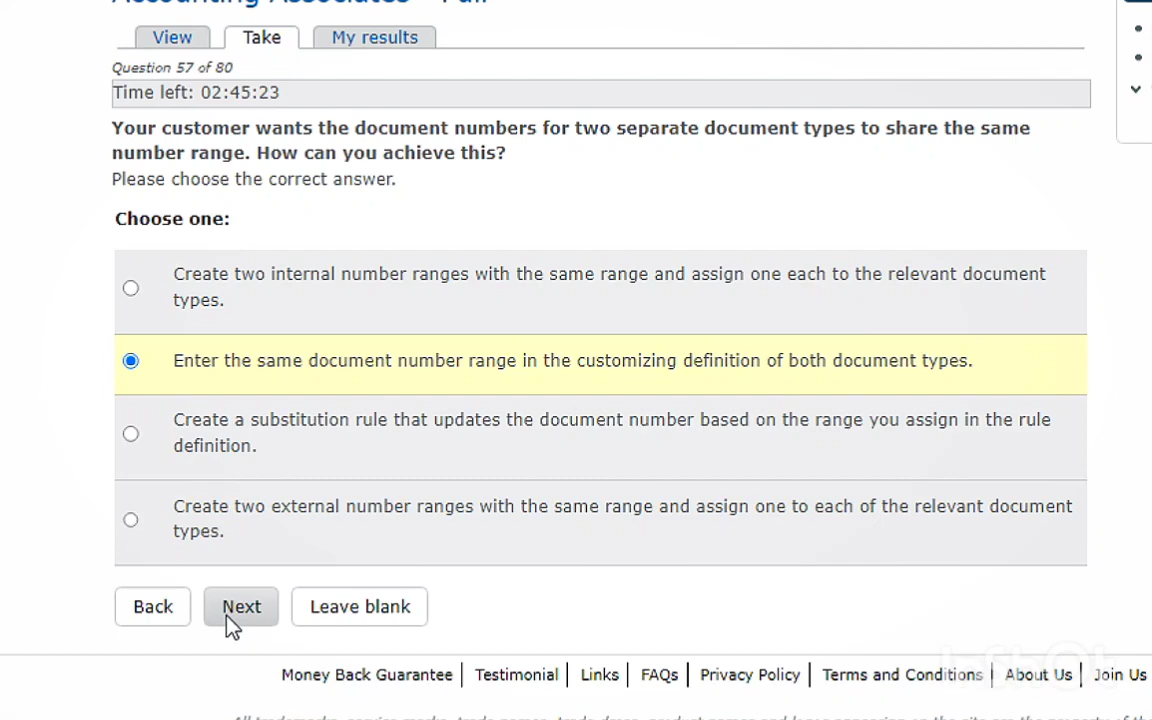 View Take My results
Question 57 of 80
Time left: 02:45:23
Your customer wants the document numbers for two separate document types to share the same
number range. How can you achieve this?
Please choose the correct answer.
Choose one:
Create two internal number ranges with the same range and assign one each to the relevant document
types.
Enter the same document number range in the customizing definition of both document types.
Create a substitution rule that updates the document number based on the range you assign in the rule
definition.
Create two external number ranges with the same range and assign one to each of the relevant document
types.
Back Next Leave blank
Money Back Guarantee | Testimonial | Links | FAQs | Privacy Policy | Terms and Conditions | About Us | Join Us